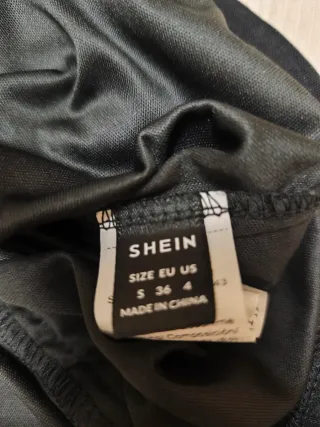 SHEIN
SIZE EU US
S 36 4
MADE IN CHINA